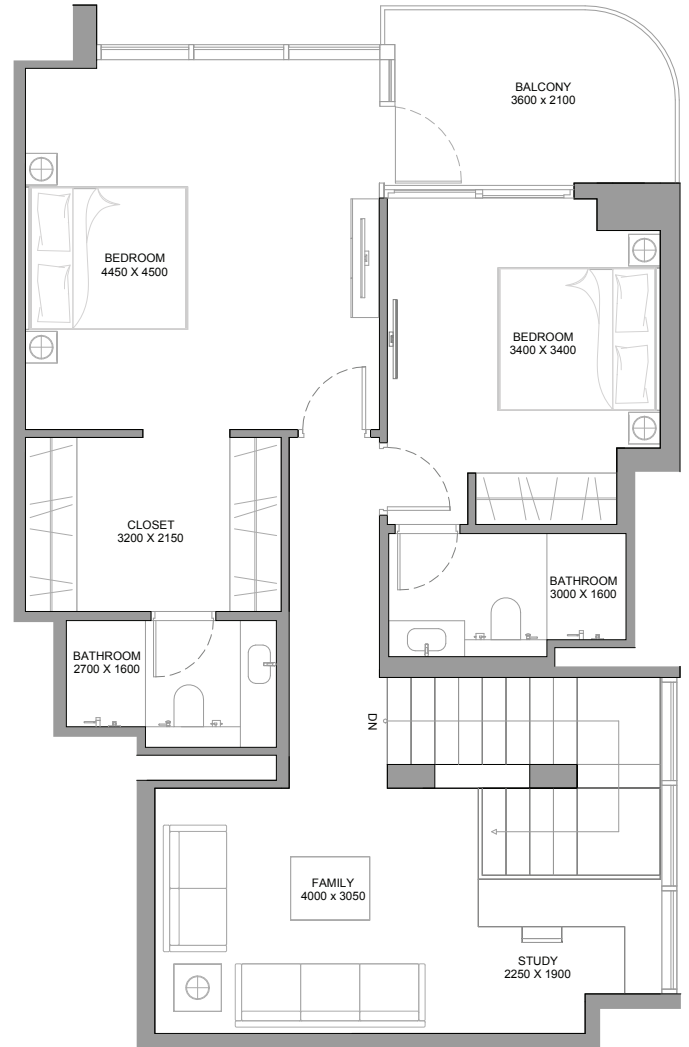 BALCONY
3600 x 2100
BEDROOM
4450 X 4500
BEDROOM
3400 X 3400
CLOSET
3200 X 2150
BATHROOM
3000 X 1600
BATHROOM
2700 X 1600
DN
FAMILY
4000 x 3050
STUDY
2250 X 1900